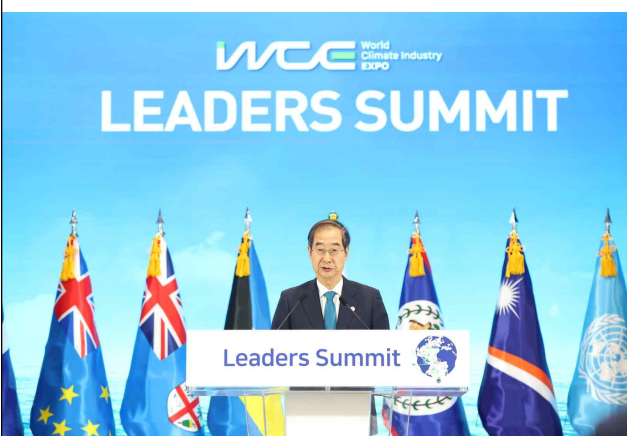 WCE
World
Climate Industry
EXPO
LEADERS SUMMIT
Leaders Summit